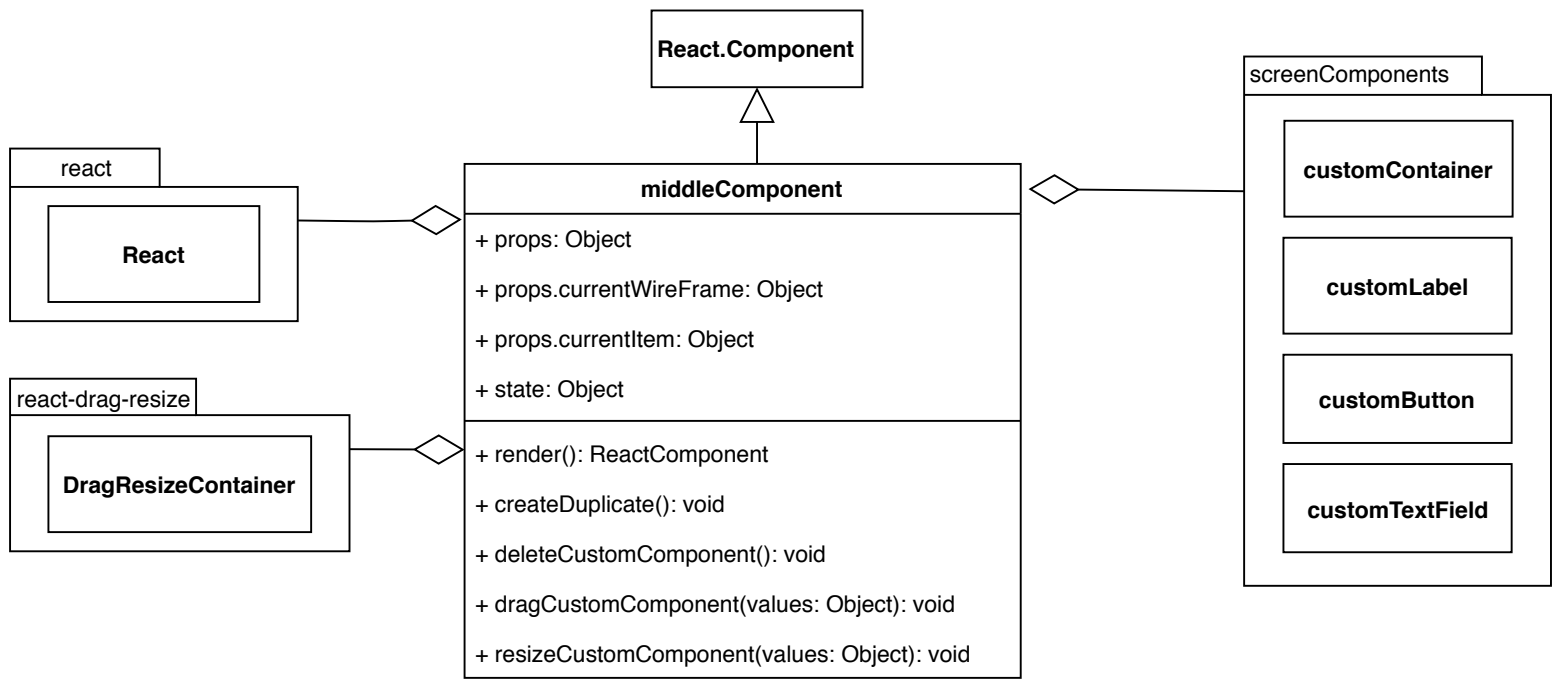 React.Component
screenComponents
customContainer
customLabel
customButton
customTextField
react
React
react-drag-resize
DragResizeContainer
middleComponent
+ props: Object
+ props.currentWireFrame: Object
+ props.currentItem: Object
+ state: Object
+ render(): ReactComponent
+ createDuplicate(): void
+ deleteCustomComponent(): void
+ dragCustomComponent(values: Object): void
+ resizeCustomComponent(values: Object): void